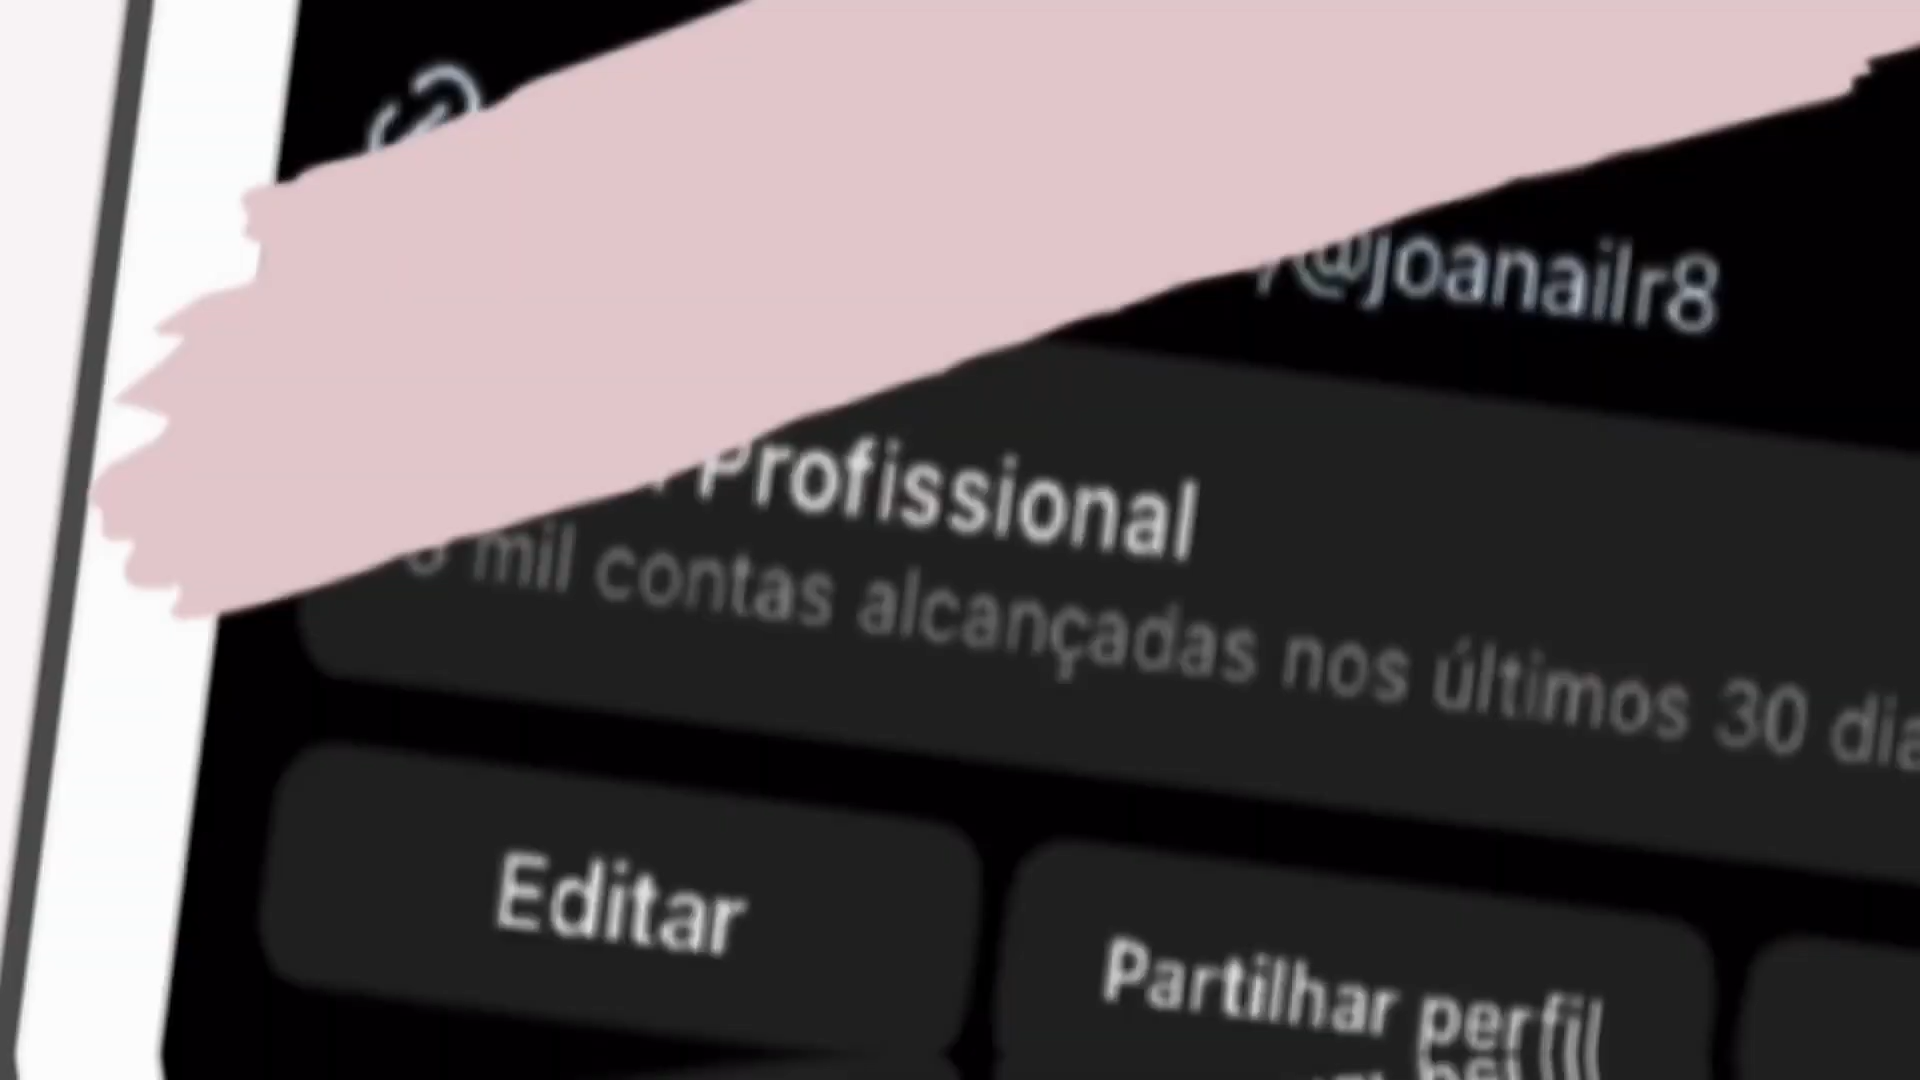 @joanailr8
Profissional
mil contas alcançadas nos últimos 30
Editar
Partilhar perfil